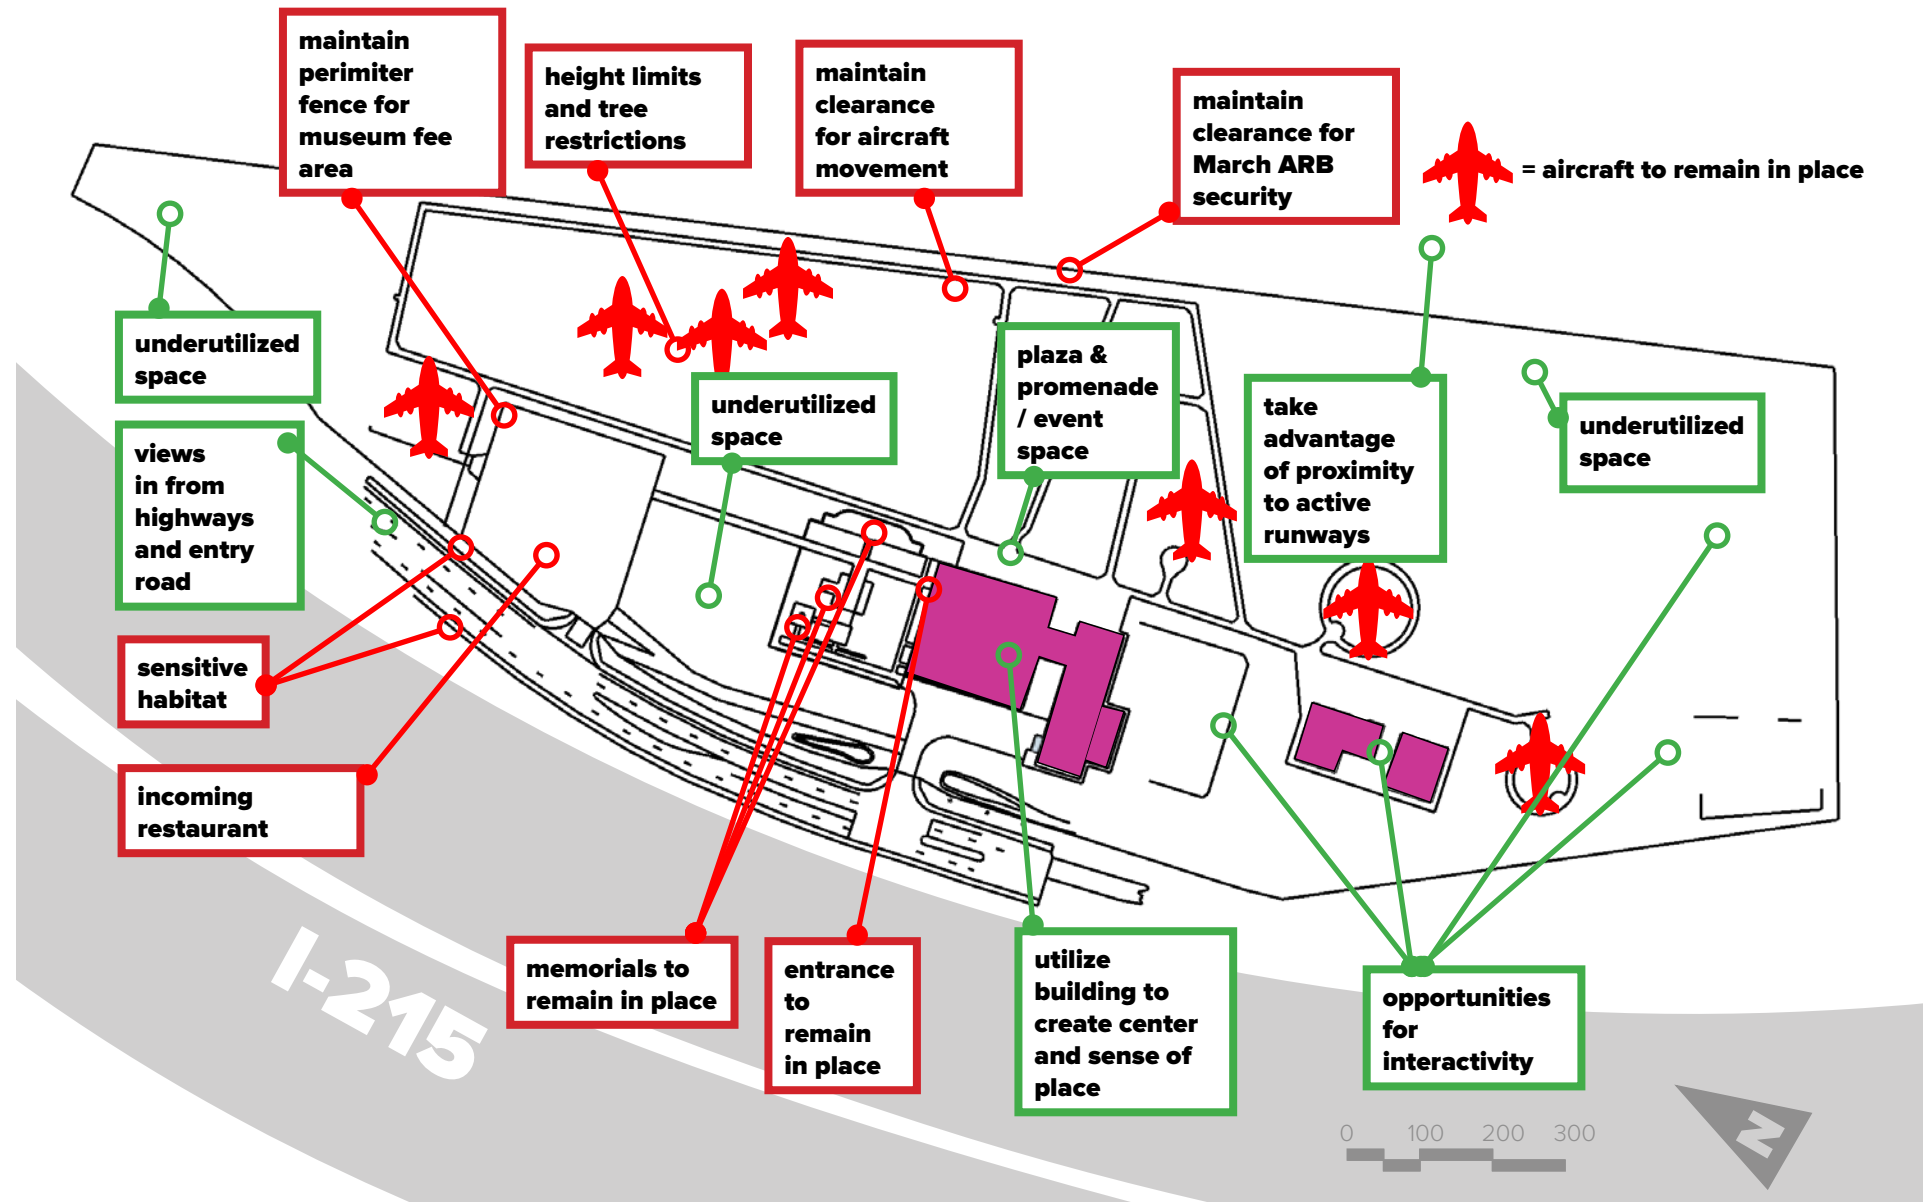 maintain
perimiter
fence for
museum fee
area
height limits
and tree
restrictions
maintain
clearance
for aircraft
movement
maintain
clearance for
March ARB
security
= aircraft to remain in place
underutilized
space
underutilized
space
plaza &
promenade
/ event
space
take
advantage
of proximity
to active
runways
underutilized
space
views
in from
highways
and entry
road
sensitive
habitat
incoming
restaurant
I-215
memorials to
remain in place
entrance
to
remain
in place
utilize
building to
create center
and sense of
place
opportunities
for
interactivity
0 100 200 300
N